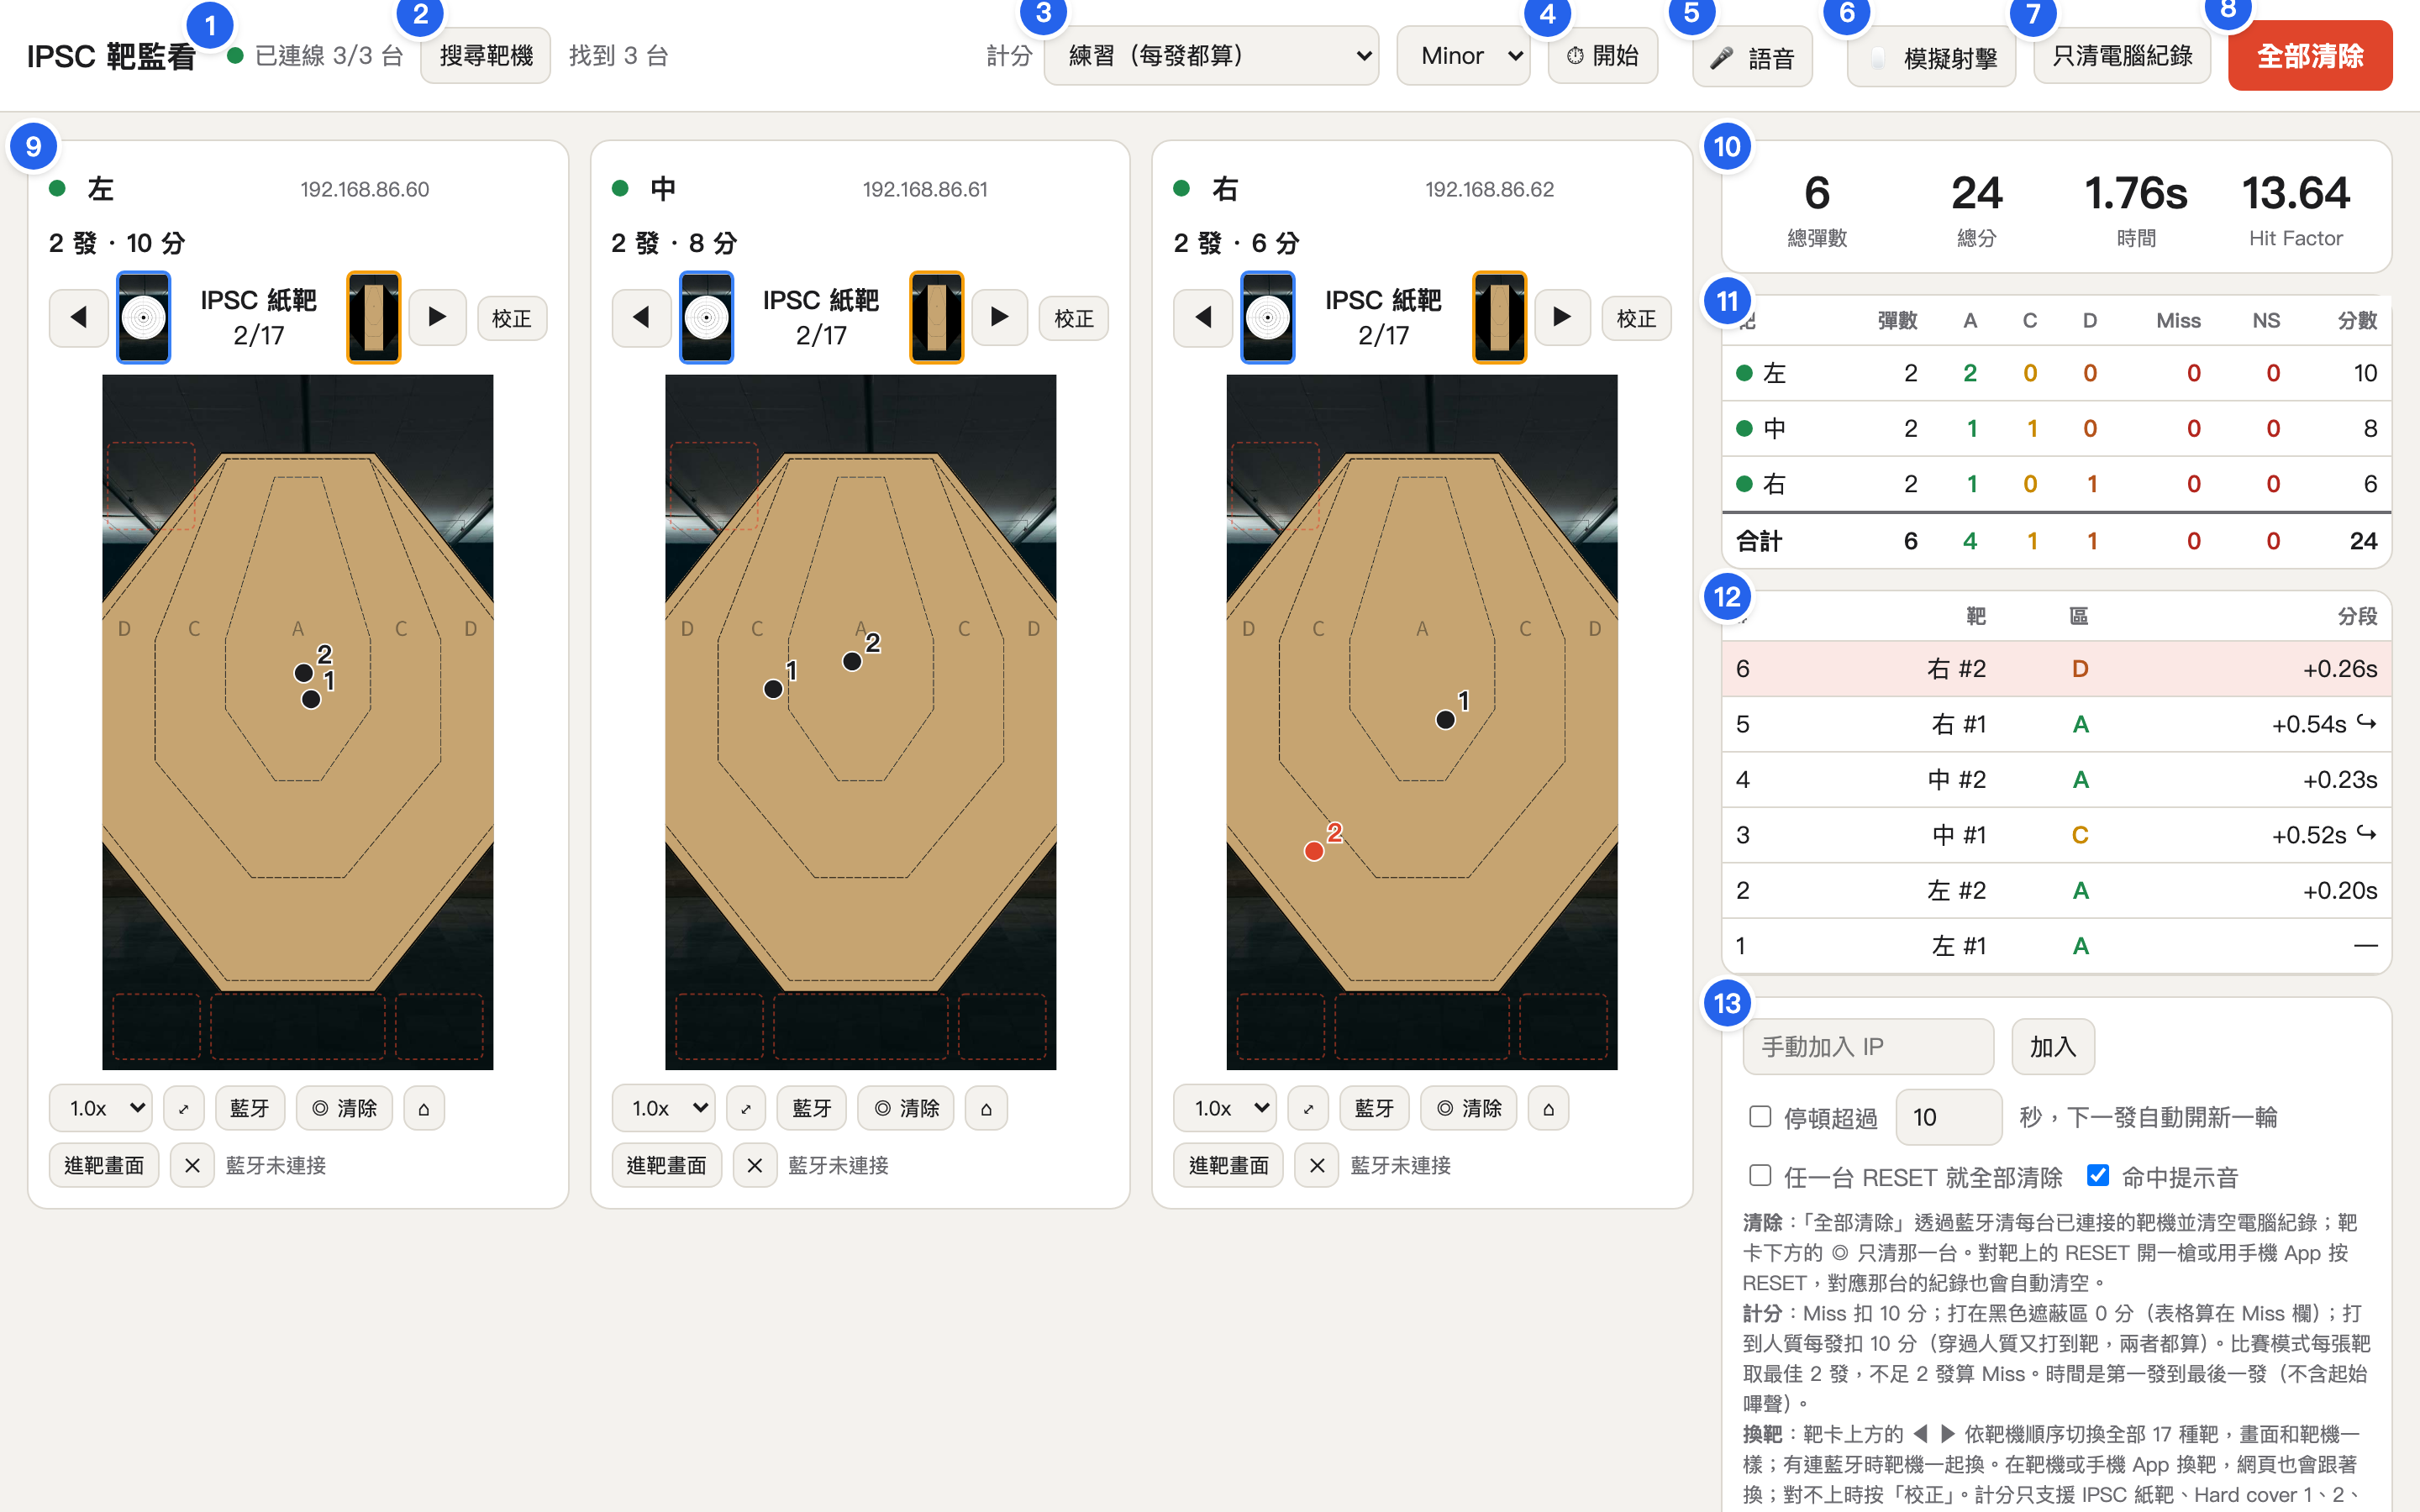 1 2 3 4 5 6 7 8
IPSC 靶監看 已連線 3/3 台 搜尋靶機 找到 3 台 計分 練習（每發都算） Minor ⏱ 開始 🎤 語音 模擬射擊 只清電腦紀錄 全部清除
9
左 192.168.86.60
2 發 · 10 分
◀ IPSC 紙靶 ▶ 校正
2/17
D C A C D
2
1
1.0x ⤢ 藍牙 ◎ 清除 ⌂
進靶畫面 ✕ 藍牙未連接
中 192.168.86.61
2 發 · 8 分
◀ IPSC 紙靶 ▶ 校正
2/17
D C A C D
2
1
1.0x ⤢ 藍牙 ◎ 清除 ⌂
進靶畫面 ✕ 藍牙未連接
右 192.168.86.62
2 發 · 6 分
◀ IPSC 紙靶 ▶ 校正
2/17
D C A C D
1
2
1.0x ⤢ 藍牙 ◎ 清除 ⌂
進靶畫面 ✕ 藍牙未連接
10
6 24 1.76s 13.64
總彈數 總分 時間 Hit Factor
11
彈數 A C D Miss NS 分數
左 2 2 0 0 0 0 10
中 2 1 1 0 0 0 8
右 2 1 0 1 0 0 6
合計 6 4 1 1 0 0 24
12
靶 區 分段
6 右 #2 D +0.26s
5 右 #1 A +0.54s ↪
4 中 #2 A +0.23s
3 中 #1 C +0.52s ↪
2 左 #2 A +0.20s
1 左 #1 A —
13
手動加入 IP 加入
停頓超過 10 秒，下一發自動開新一輪
任一台 RESET 就全部清除 命中提示音
清除：「全部清除」透過藍牙清每台已連接的靶機並清空電腦紀錄；靶
卡下方的 ◎ 只清那一台。對靶上的 RESET 開一槍或用手機 App 按
RESET，對應那台的紀錄也會自動清空。
計分：Miss 扣 10 分；打在黑色遮蔽區 0 分（表格算在 Miss 欄）；打
到人質每發扣 10 分（穿過人質又打到靶，兩者都算）。比賽模式每張靶
取最佳 2 發，不足 2 發算 Miss。時間是第一發到最後一發（不含起始
嗶聲）。
換靶：靶卡上方的 ◀ ▶ 依靶機順序切換全部 17 種靶，畫面和靶機一
樣；有連藍牙時靶機一起換。在靶機或手機 App 換靶，網頁也會跟著
換；對不上時按「校正」。計分只支援 IPSC 紙靶、Hard cover 1、2、